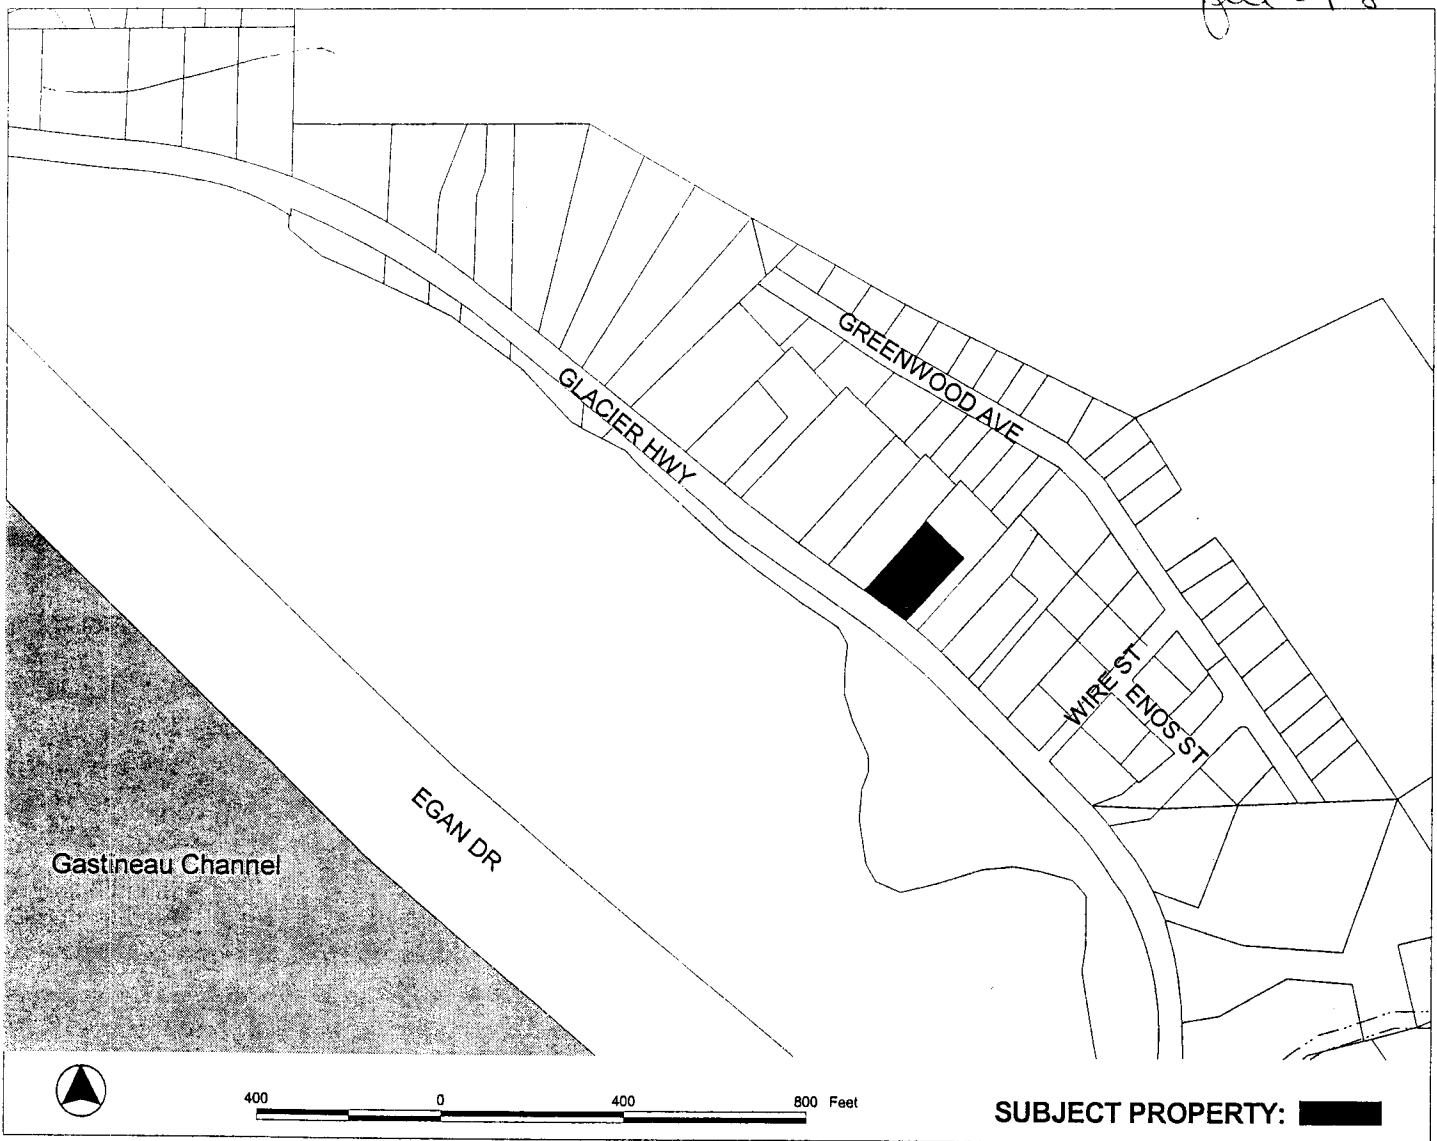 GREENWOOD AVE
GLACIER HWY
WIRE ST
ENOS ST
EGAN DR
Gastineau Channel
400 0 400 800 Feet
SUBJECT PROPERTY: